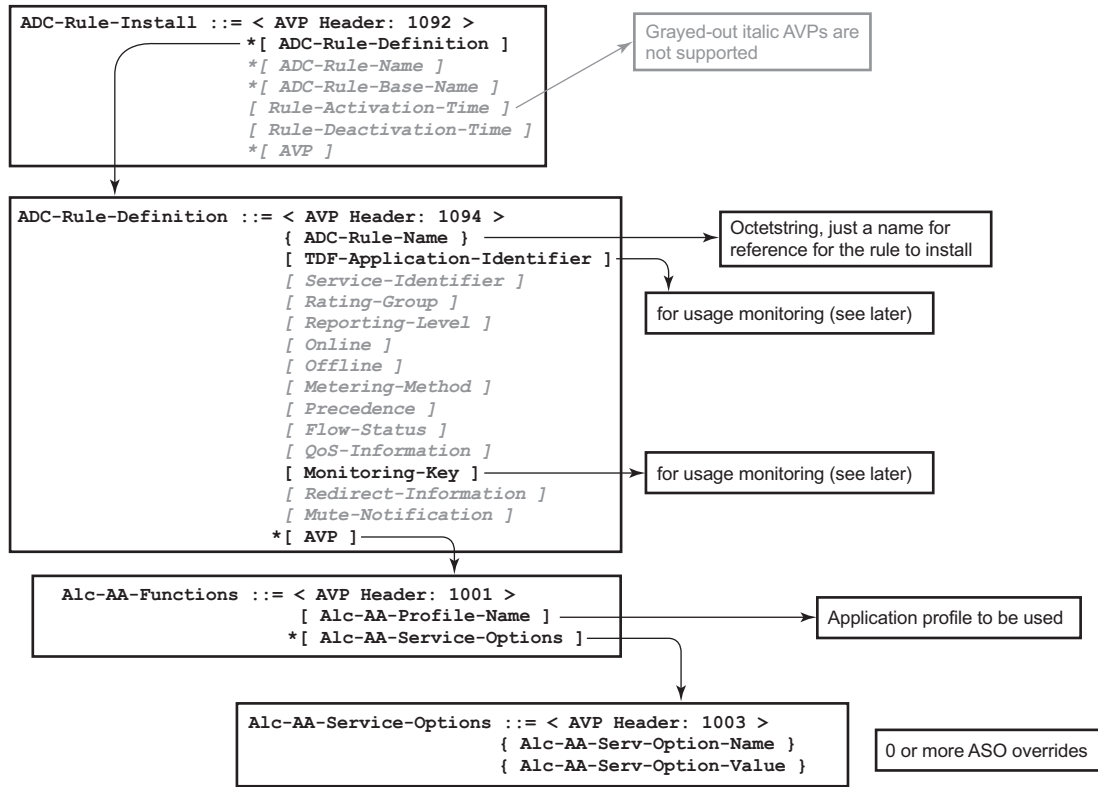 ADC-Rule-Install ::= < AVP Header: 1092 >
*[ ADC-Rule-Definition ]
*[ ADC-Rule-Name ]
*[ ADC-Rule-Base-Name ]
[ Rule-Activation-Time ]
[ Rule-Deactivation-Time ]
*[ AVP ]
Grayed-out italic AVPs are
not supported
ADC-Rule-Definition ::= < AVP Header: 1094 >
{ ADC-Rule-Name }
[ TDF-Application-Identifier ]
[ Service-Identifier ]
[ Rating-Group ]
[ Reporting-Level ]
[ Online ]
[ Offline ]
[ Metering-Method ]
[ Precedence ]
[ Flow-Status ]
[ QoS-Information ]
[ Monitoring-Key ]
[ Redirect-Information ]
[ Mute-Notification ]
*[ AVP ]
Octetstring, just a name for
reference for the rule to install
for usage monitoring (see later)
for usage monitoring (see later)
Alc-AA-Functions ::= < AVP Header: 1001 >
[ Alc-AA-Profile-Name ]
*[ Alc-AA-Service-Options ]
Application profile to be used
Alc-AA-Service-Options ::= < AVP Header: 1003 >
{ Alc-AA-Serv-Option-Name }
{ Alc-AA-Serv-Option-Value }
0 or more ASO overrides